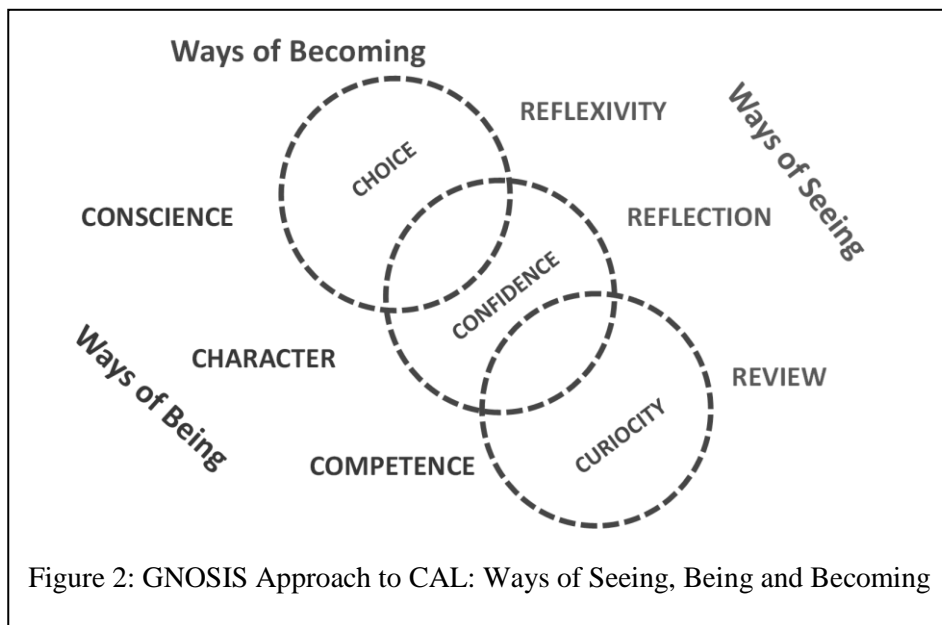 Ways of Becoming
REFLEXIVITY
Ways of Seeing
CHOICE
CONSCIENCE
REFLECTION
CONFIDENCE
CHARACTER
Ways of Being
REVIEW
CURIOCITY
COMPETENCE
Figure 2: GNOSIS Approach to CAL: Ways of Seeing, Being and Becoming